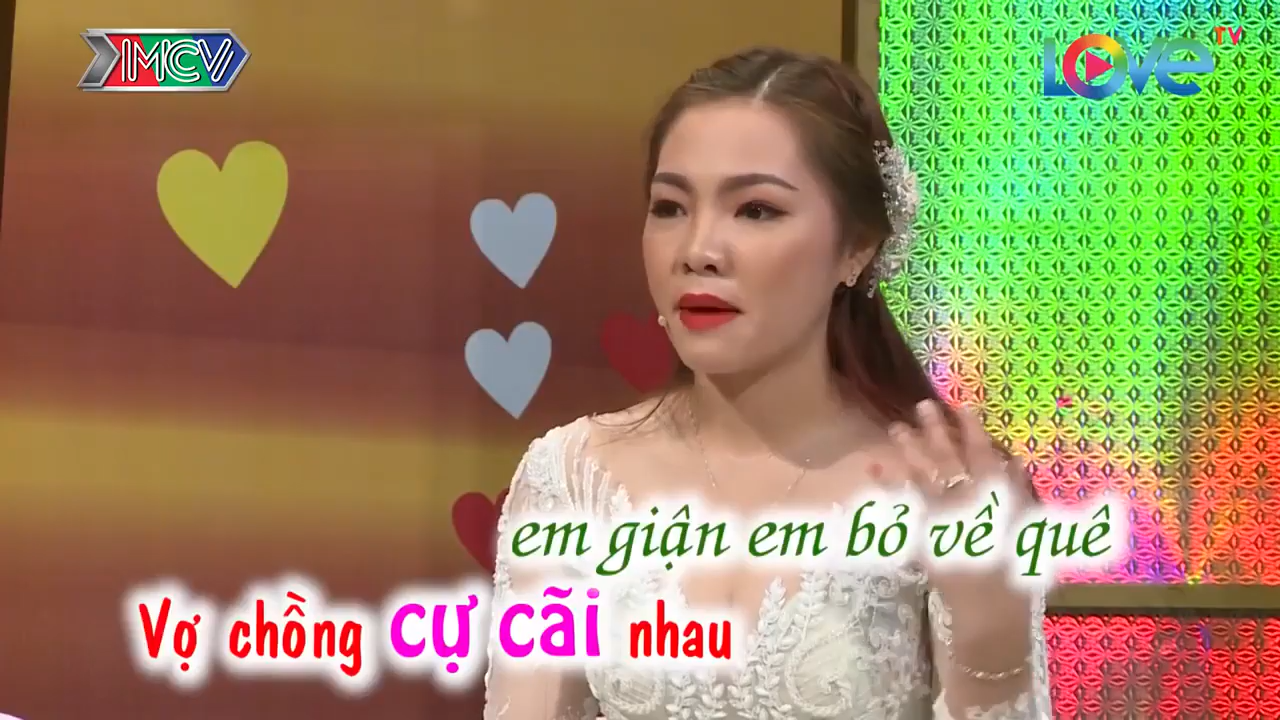 MCV
LOVE TV
em giận em bỏ về quê
Vợ chồng cự cãi nhau